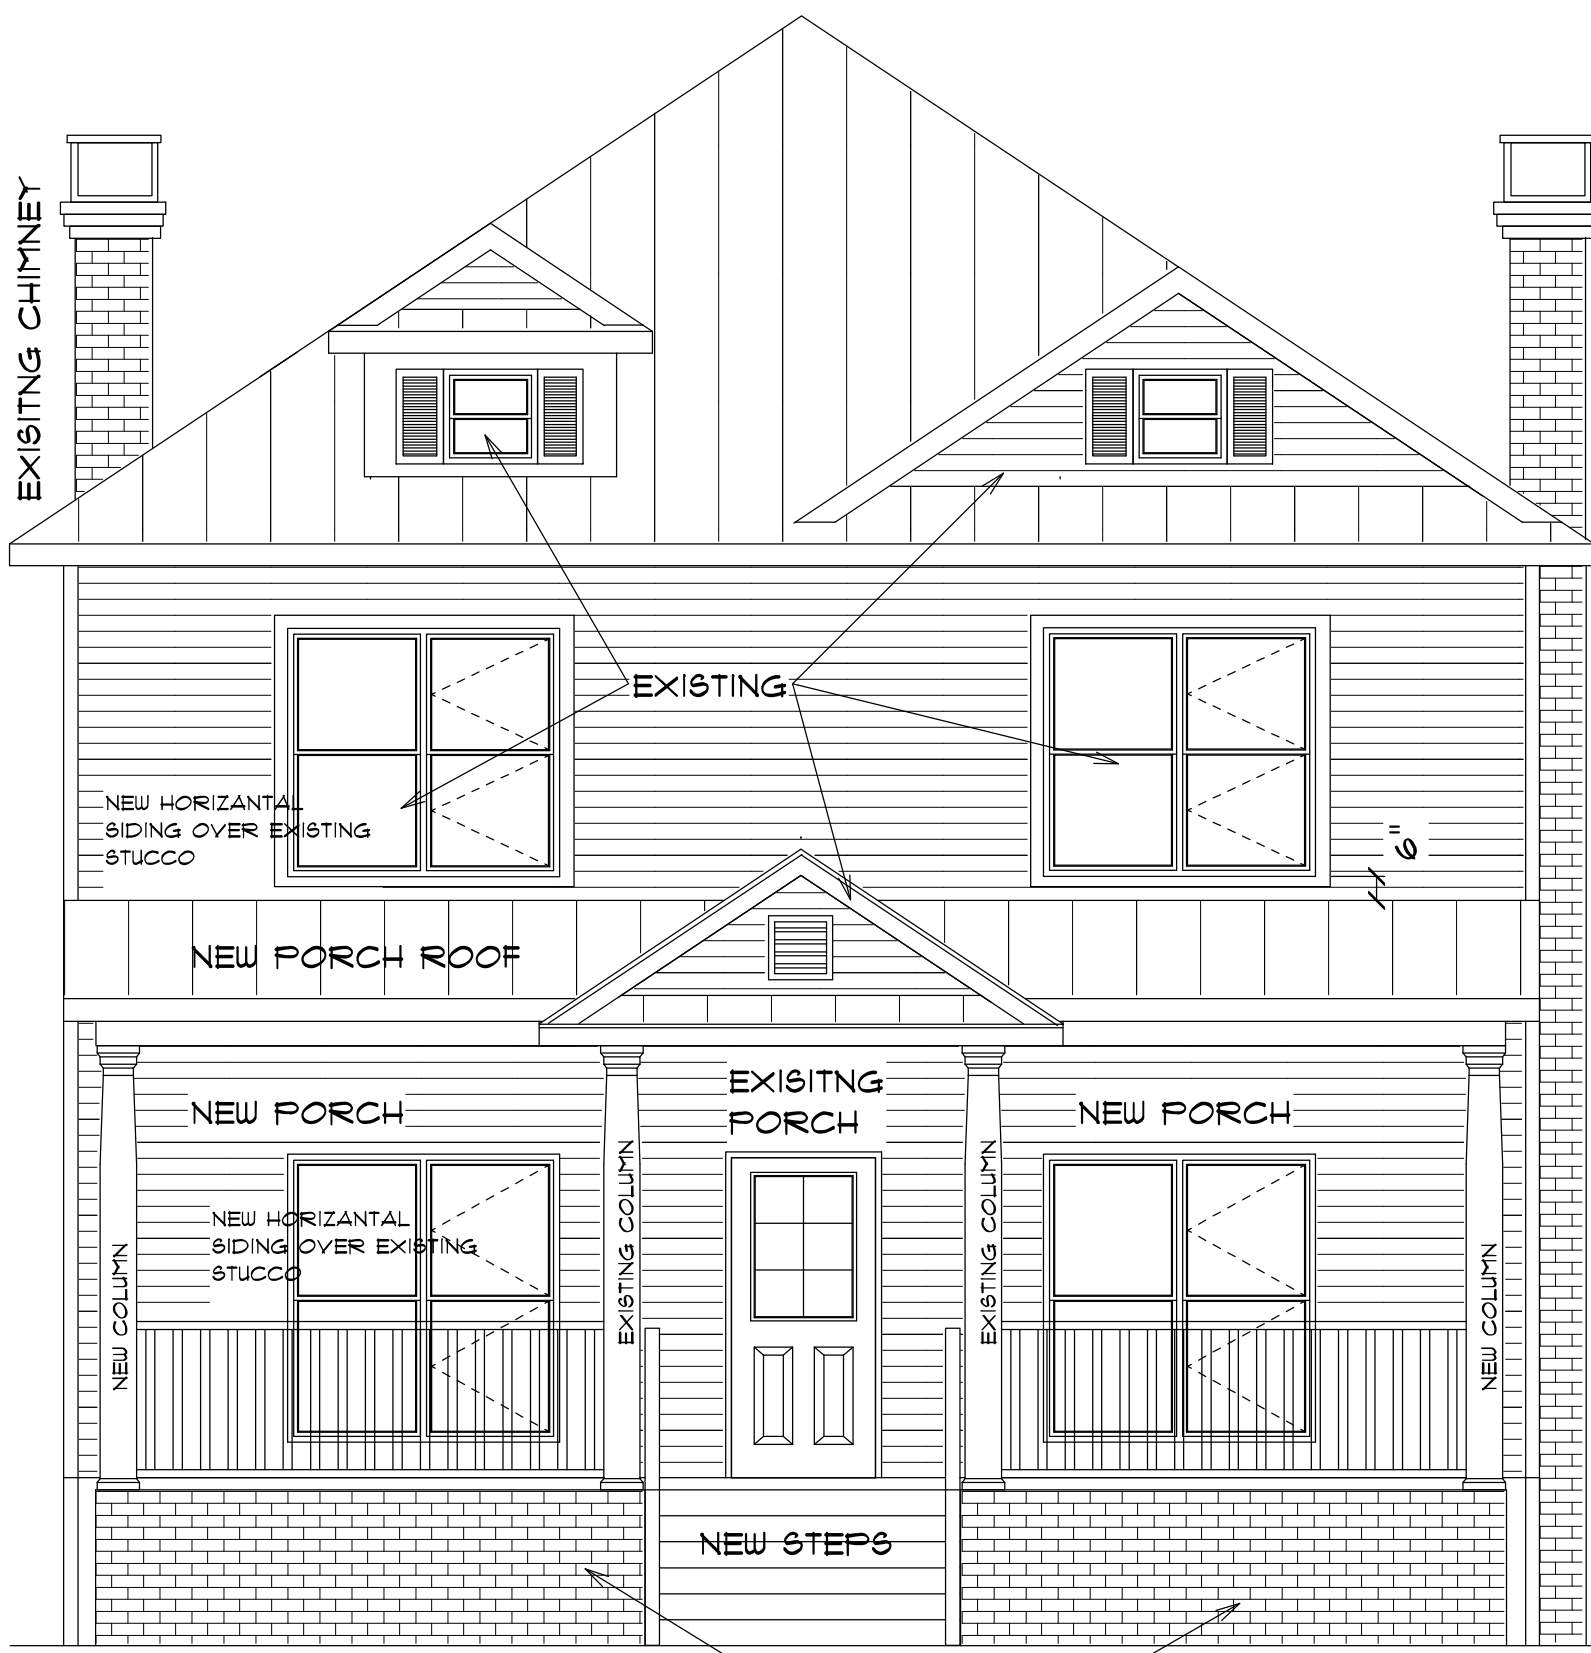 EXISITNG CHIMNEY
EXISTING
NEW HORIZANTAL
SIDING OVER EXISTING
STUCCO
6"
NEW PORCH ROOF
EXISITNG
PORCH
NEW PORCH
NEW PORCH
NEW HORIZANTAL
SIDING OVER EXISTING
STUCCO
NEW COLUMN
EXISTING COLUMN
EXISTING COLUMN
NEW COLUMN
NEW STEPS